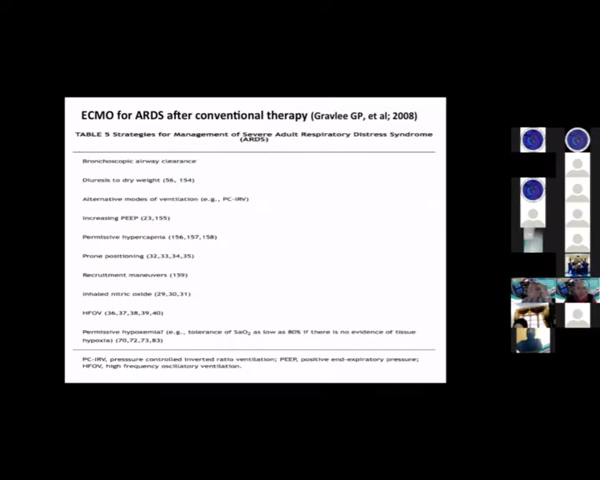 ECMO for ARDS after conventional therapy (Gravlee GP, et al; 2008)
TABLE 5 Strategies for Management of Severe Adult Respiratory Distress Syndrome
(ARDS)
Bronchoscopic airway clearance
Diuresis to dry weight (56, 154)
Alternative modes of ventilation (e.g., PC-IRV)
Increasing PEEP (23,155)
Permissive hypercapnia (156,157,158)
Prone positioning (32,33,34,35)
Recruitment maneuvers (159)
Inhaled nitric oxide (29,30,31)
HFOV (36,37,38,39,40)
Permissive hypoxemia? (e.g., tolerance of SaO₂ as low as 80% if there is no evidence of tissue
hypoxia) (70,72,73,83)
PC-IRV, presssure controlled inverted ratio ventilation; PEEP, positive end-expiratory pressure;
HFOV, high frequency oscillatory ventilation.